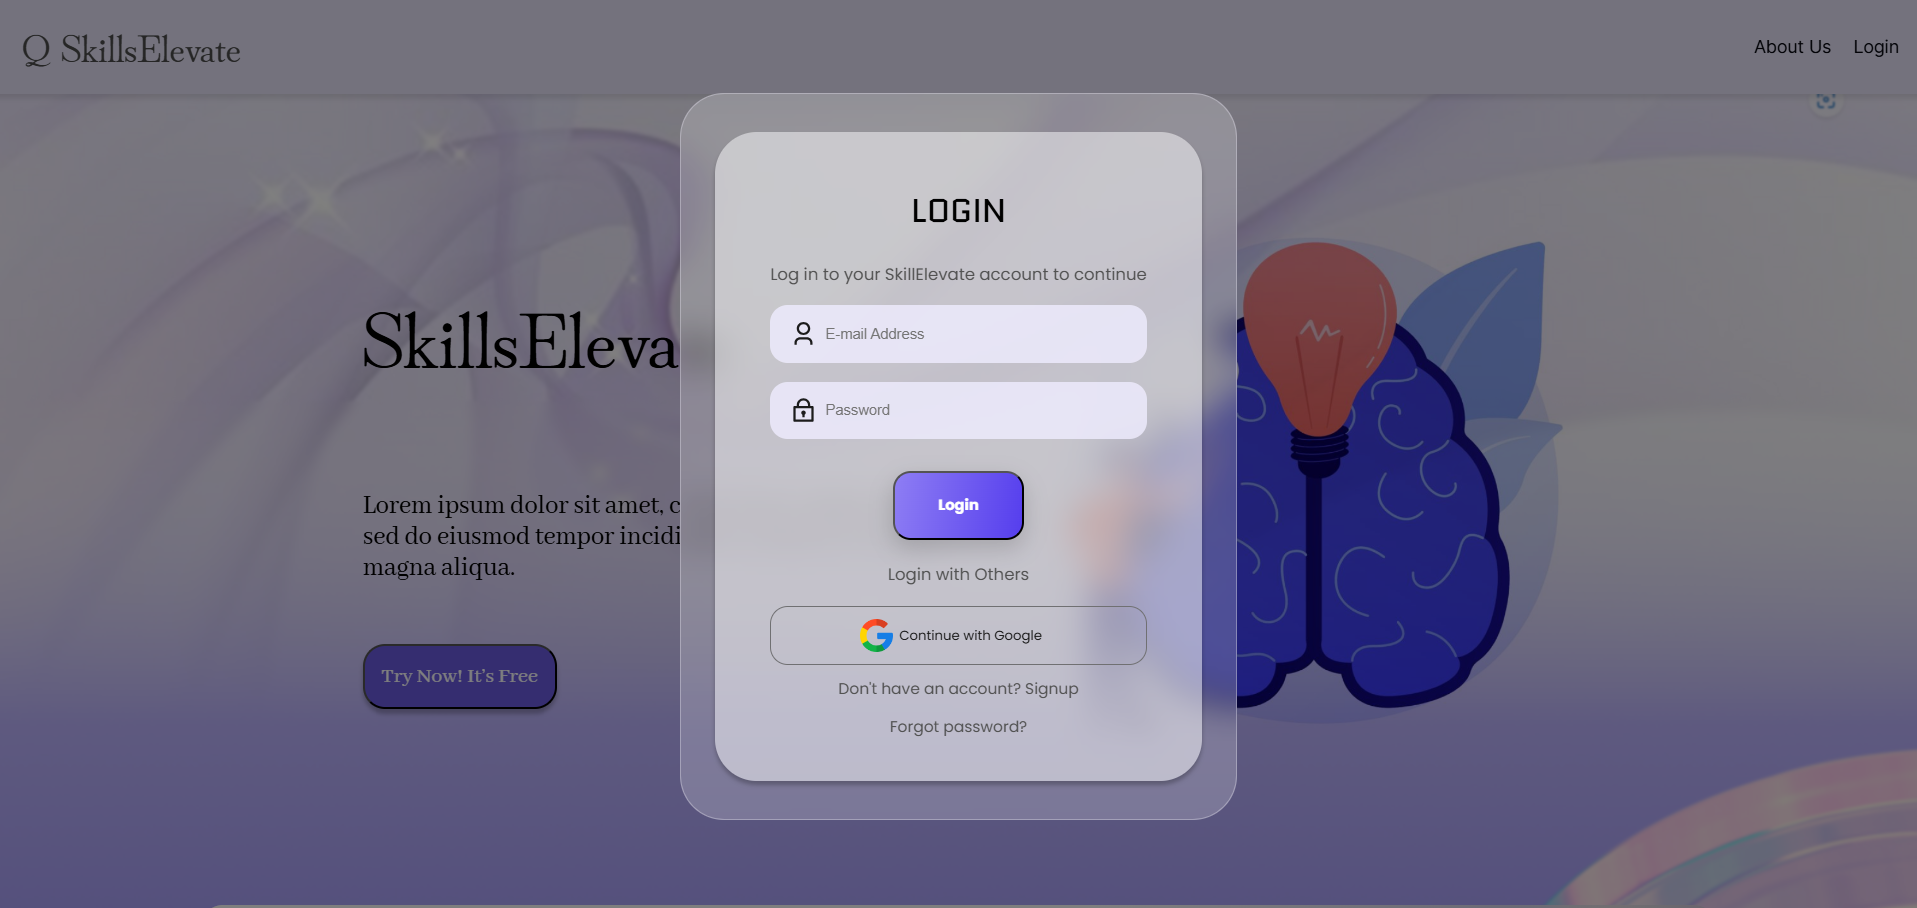 Q SkillsElevate
About Us
Login
LOGIN
Log in to your SkillElevate account to continue
E-mail Address
Password
Login
Login with Others
Continue with Google
Don't have an account? Signup
Forgot password?
SkillsEleva
Lorem ipsum dolor sit amet, c
sed do eiusmod tempor incidi
magna aliqua.
Try Now! It's Free